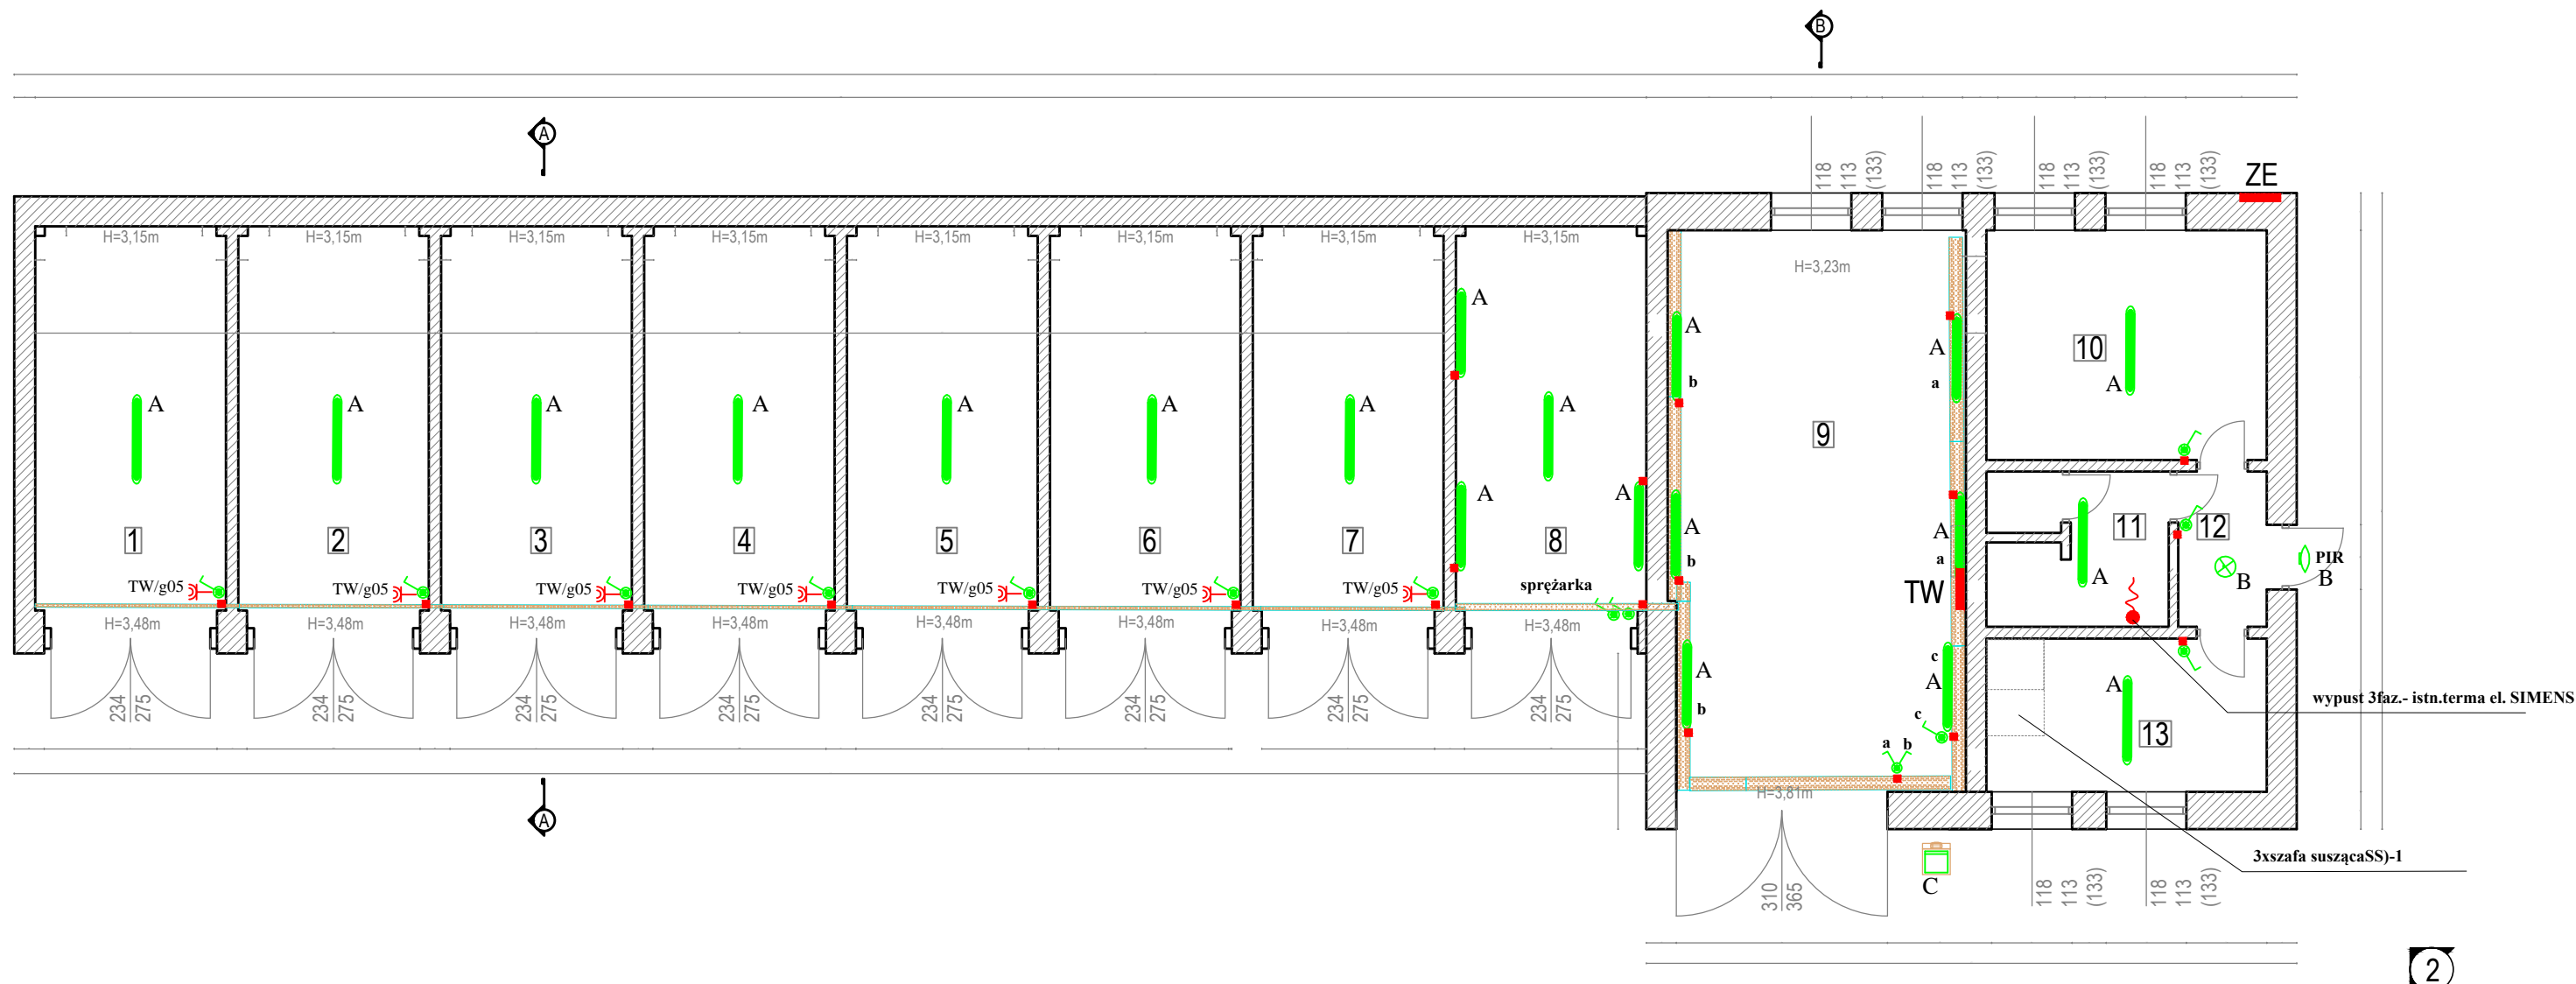 B
A
118
113
(133)
118
113
(133)
118
113
(133)
118
113
(133)
ZE
H=3,15m
H=3,15m
H=3,15m
H=3,15m
H=3,15m
H=3,15m
H=3,15m
H=3,15m
H=3,23m
A
A
A
A
10
A
b
a
A
A
A
A
A
A
A
A
A
9
A
A
A
A
1
2
3
4
5
6
7
8
b
a
11
12
A
B
PIR
B
TW/g05
TW/g05
TW/g05
TW/g05
TW/g05
TW/g05
TW/g05
sprężarka
TW
H=3,48m
H=3,48m
H=3,48m
H=3,48m
H=3,48m
H=3,48m
H=3,48m
H=3,48m
A
b
c
A
c
A
13
wypust 3faz.- istn.terma el. SIMENS
234
275
234
275
234
275
234
275
234
275
234
275
234
275
234
275
a b
H=3,81m
A
3xszafa suszącaSS)-1
C
310
365
118
113
(133)
118
113
(133)
2